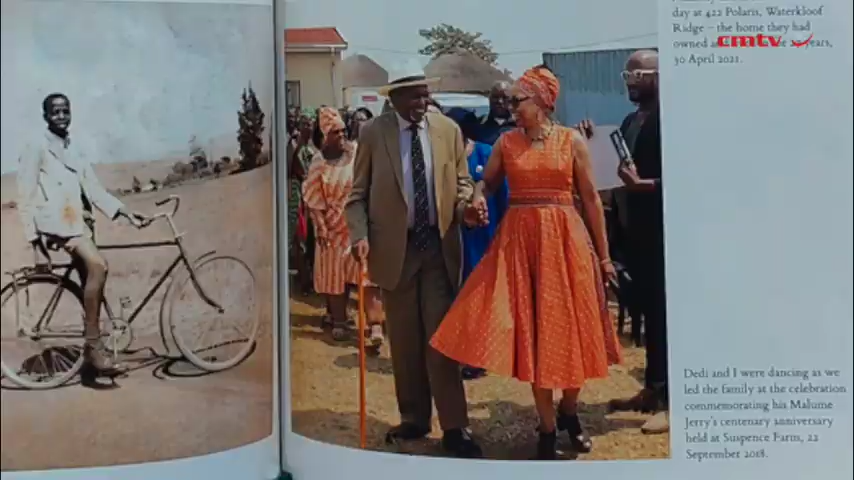 day at 422 Polaris, Waterkloof
Ridge – the home they had
owned
years,
30 April 2021.
cmtv
Dedi and I were dancing as we
led the family at the celebration
commemorating his Malume
Jerry's centenary anniversary
held at Suspence Farm, 22
September 2018.